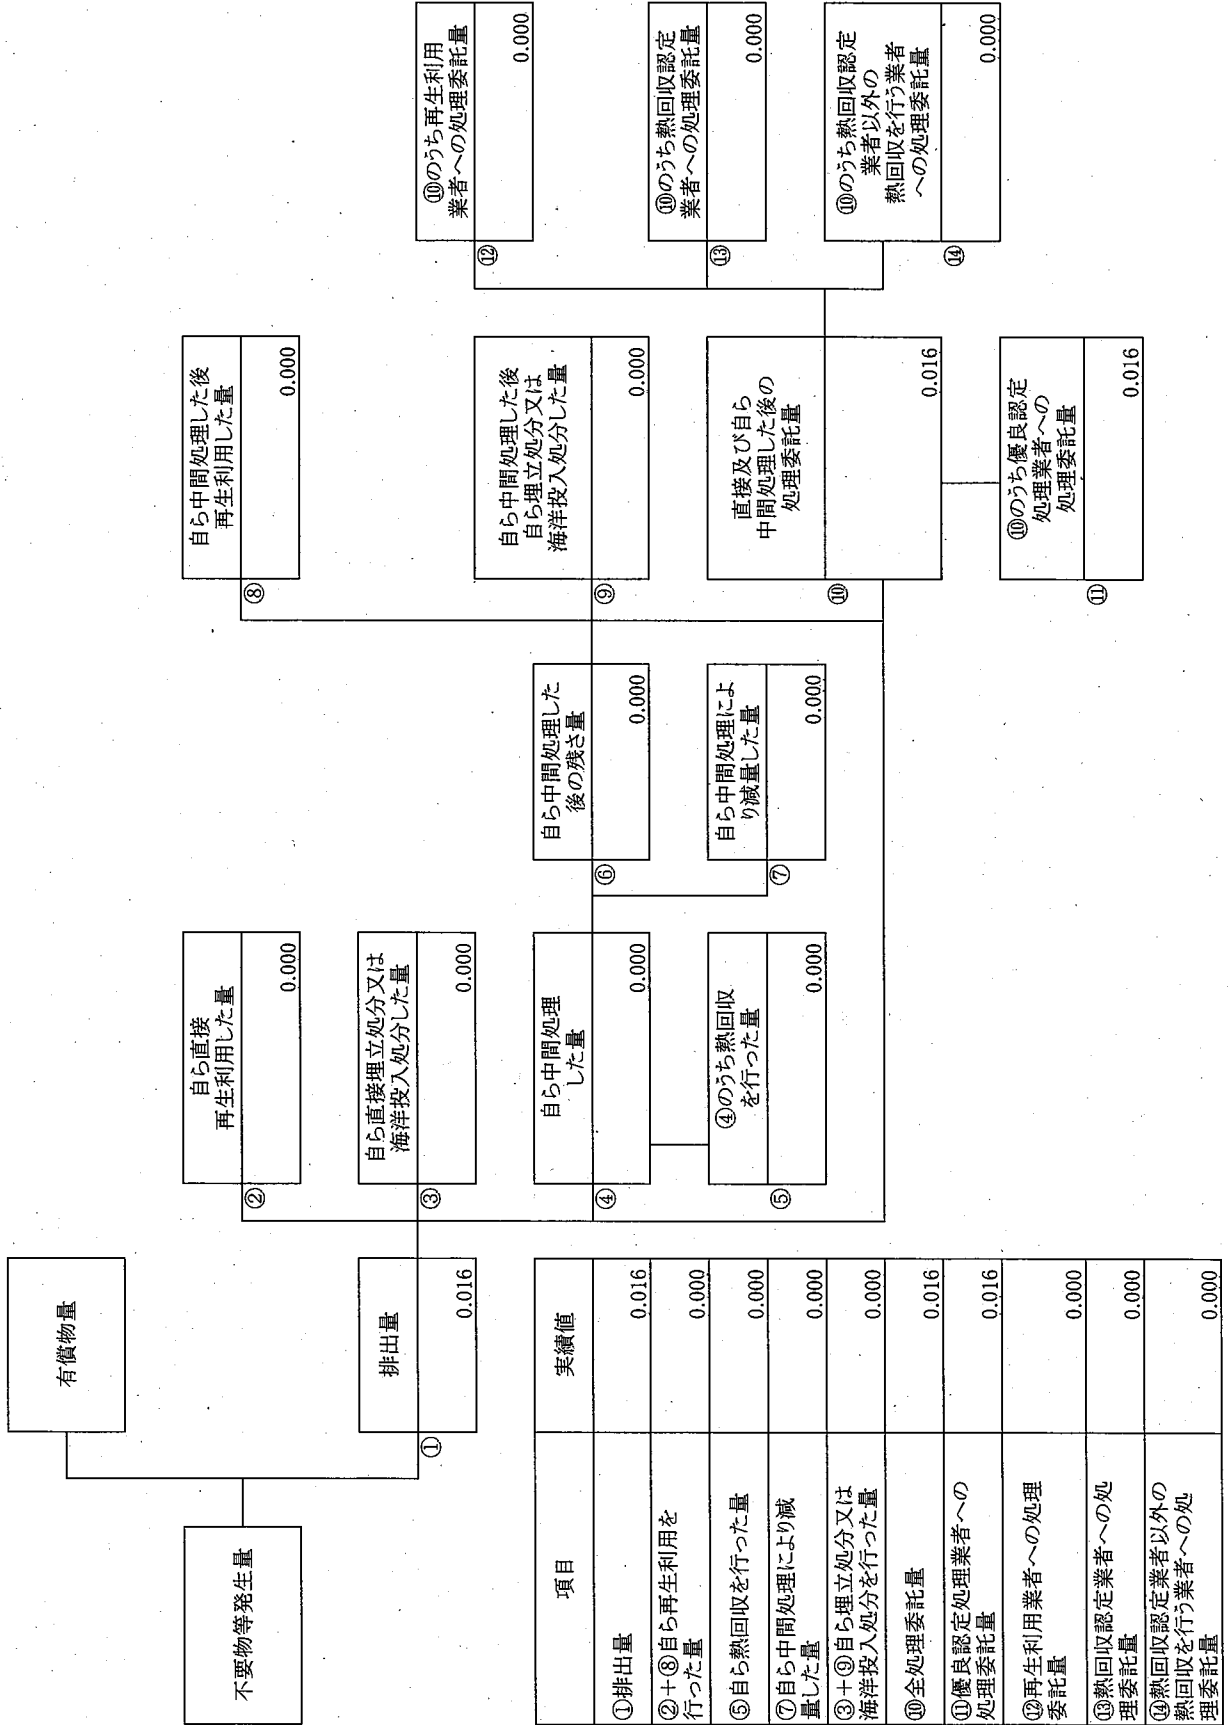 不要物等発生量
有償物量
①
排出量
0.016
②
自ら直接
再生利用した量
0.000
③
自ら直接埋立処分又は
海洋投入処分した量
0.000
④
自ら中間処理
した量
0.000
⑤
④のうち熱回収
を行った量
0.000
⑥
自ら中間処理した
後の残さ量
0.000
⑦
自ら中間処理によ
り減量した量
0.000
⑧
自ら中間処理した後
再生利用した量
0.000
⑨
自ら中間処理した後
自ら埋立処分又は
海洋投入処分した量
0.000
⑩
直接及び自ら
中間処理した後の
処理委託量
0.016
⑪
⑩のうち優良認定
処理業者への
処理委託量
0.016
⑫
⑩のうち再生利用
業者への処理委託量
0.000
⑬
⑩のうち熱回収認定
業者への処理委託量
0.000
⑭
⑩のうち熱回収認定
業者以外の
熱回収を行う業者
への処理委託量
0.000
項目 実績値
①排出量 0.016
②+⑧自ら再生利用を
行った量 0.000
⑤自ら熱回収を行った量 0.000
⑦自ら中間処理により減
量した量 0.000
③+⑨自ら埋立処分又は
海洋投入処分を行った量 0.000
⑩全処理委託量 0.016
⑪優良認定処理業者への
処理委託量 0.016
⑫再生利用業者への処理
委託量 0.000
⑬熱回収認定業者への処
理委託量 0.000
⑭熱回収認定業者以外の
熱回収を行う業者への処
理委託量 0.000